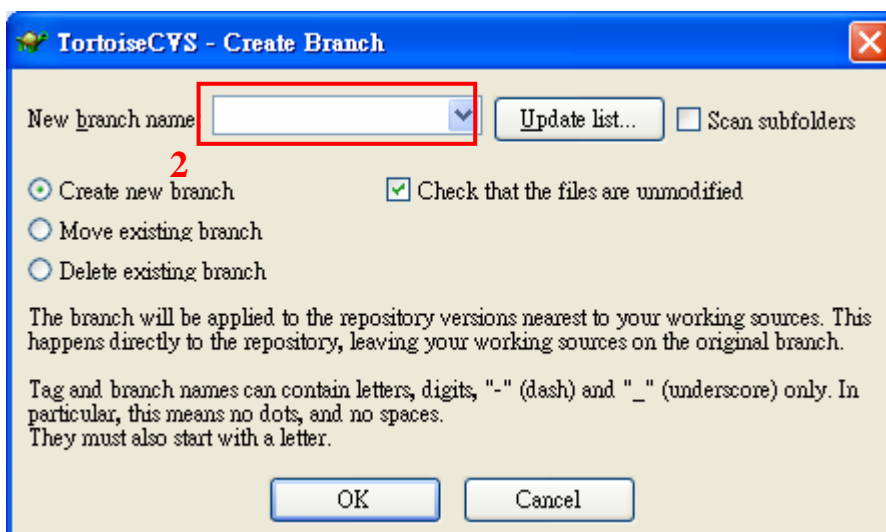 TortoiseCVS - Create Branch
New branch name: Update list... Scan subfolders
2
Create new branch Check that the files are unmodified
Move existing branch
Delete existing branch
The branch will be applied to the repository versions nearest to your working sources. This
happens directly to the repository, leaving your working sources on the original branch.
Tag and branch names can contain letters, digits, "-" (dash) and "_" (underscore) only. In
particular, this means no dots, and no spaces.
They must also start with a letter.
OK Cancel